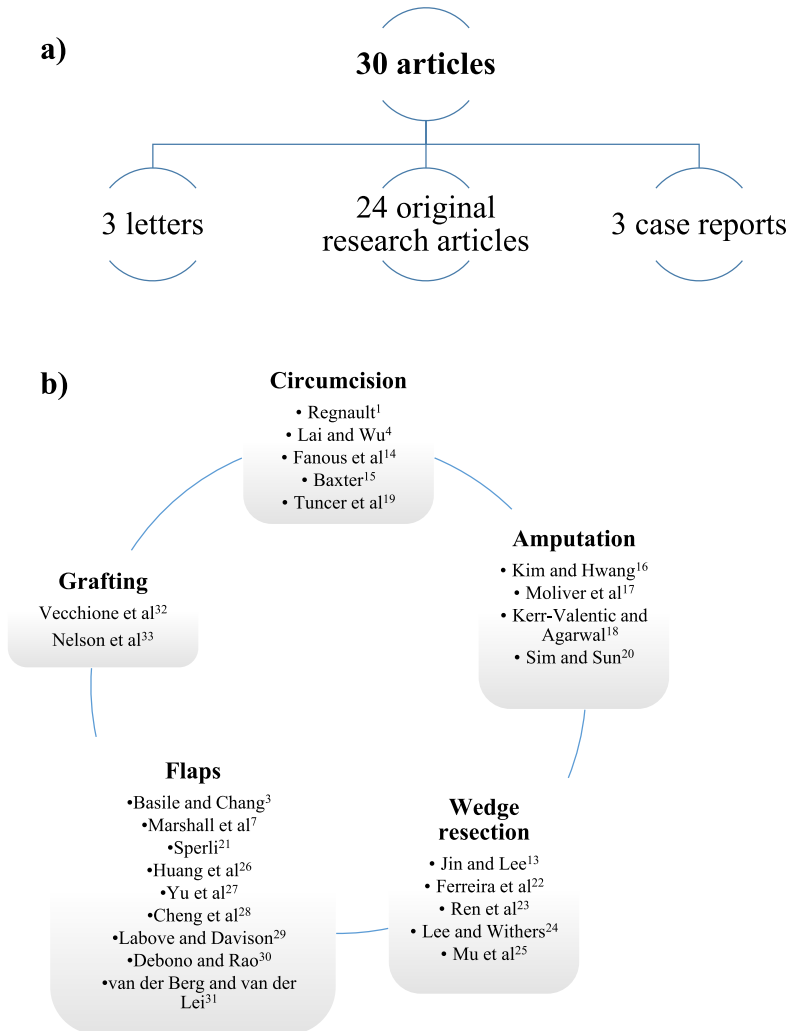 a)
30 articles
3 letters
24 original
research articles
3 case reports
b)
Circumcision
• Regnault¹
• Lai and Wu⁴
• Fanous et al¹⁴
• Baxter¹⁵
• Tuncer et al¹⁹
Amputation
• Kim and Hwang¹⁶
• Moliver et al¹⁷
• Kerr-Valentic and
Agarwal¹⁸
• Sim and Sun²⁰
Wedge
resection
• Jin and Lee¹³
• Ferreira et al²²
• Ren et al²³
• Lee and Withers²⁴
• Mu et al²⁵
Flaps
•Basile and Chang³
•Marshall et al⁷
•Sperli²¹
•Huang et al²⁶
•Yu et al²⁷
•Cheng et al²⁸
•Labove and Davison²⁹
•Debono and Rao³⁰
•van der Berg and van der
Lei³¹
Grafting
Vecchione et al³²
Nelson et al³³